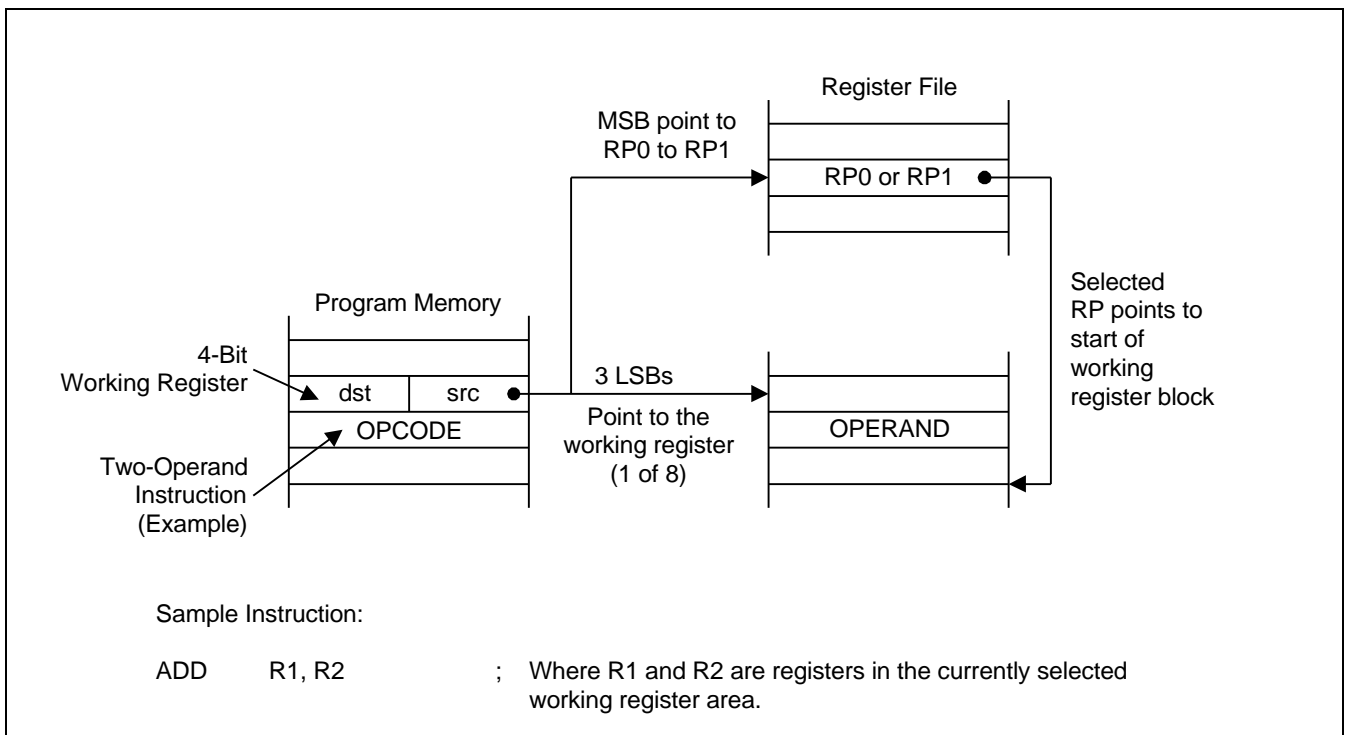 Register File
MSB point to
RP0 to RP1
RP0 or RP1
Selected
RP points to
start of
working
register block
Program Memory
4-Bit
Working Register
dst src
3 LSBs
OPCODE
Point to the
working register
(1 of 8)
OPERAND
Two-Operand
Instruction
(Example)
Sample Instruction:
ADD R1, R2 ; Where R1 and R2 are registers in the currently selected
working register area.